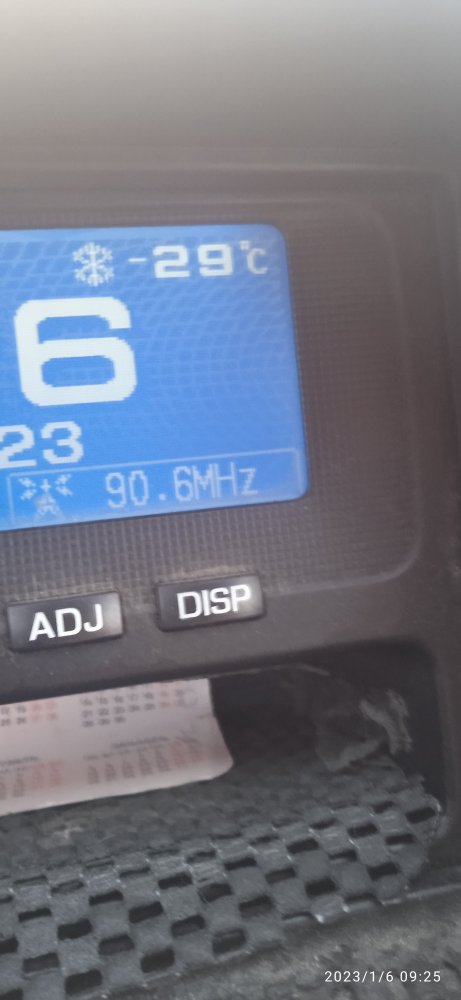 -29°C
6
23
90.6MHz
ADJ
DISP
2023/1/6 09:25